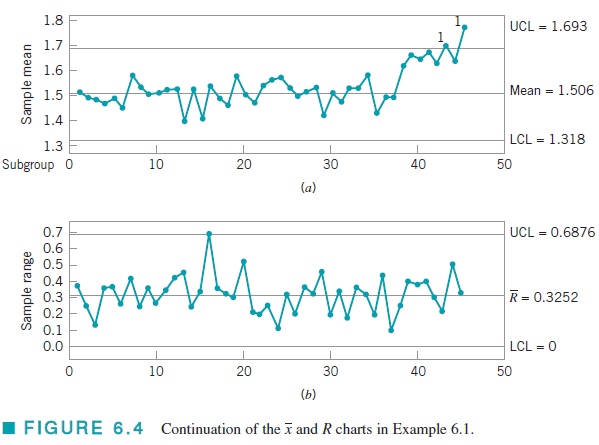 1.8
1.7
1.6
1.5
1.4
1.3
Sample mean
1
1
UCL = 1.693
Mean = 1.506
LCL = 1.318
Subgroup 0 10 20 30 40 50
(a)
0.7
0.6
0.5
0.4
0.3
0.2
0.1
0.0
Sample range
UCL = 0.6876
R̅ = 0.3252
LCL = 0
0 10 20 30 40 50
(b)
■ FIGURE 6.4 Continuation of the x̅ and R charts in Example 6.1.